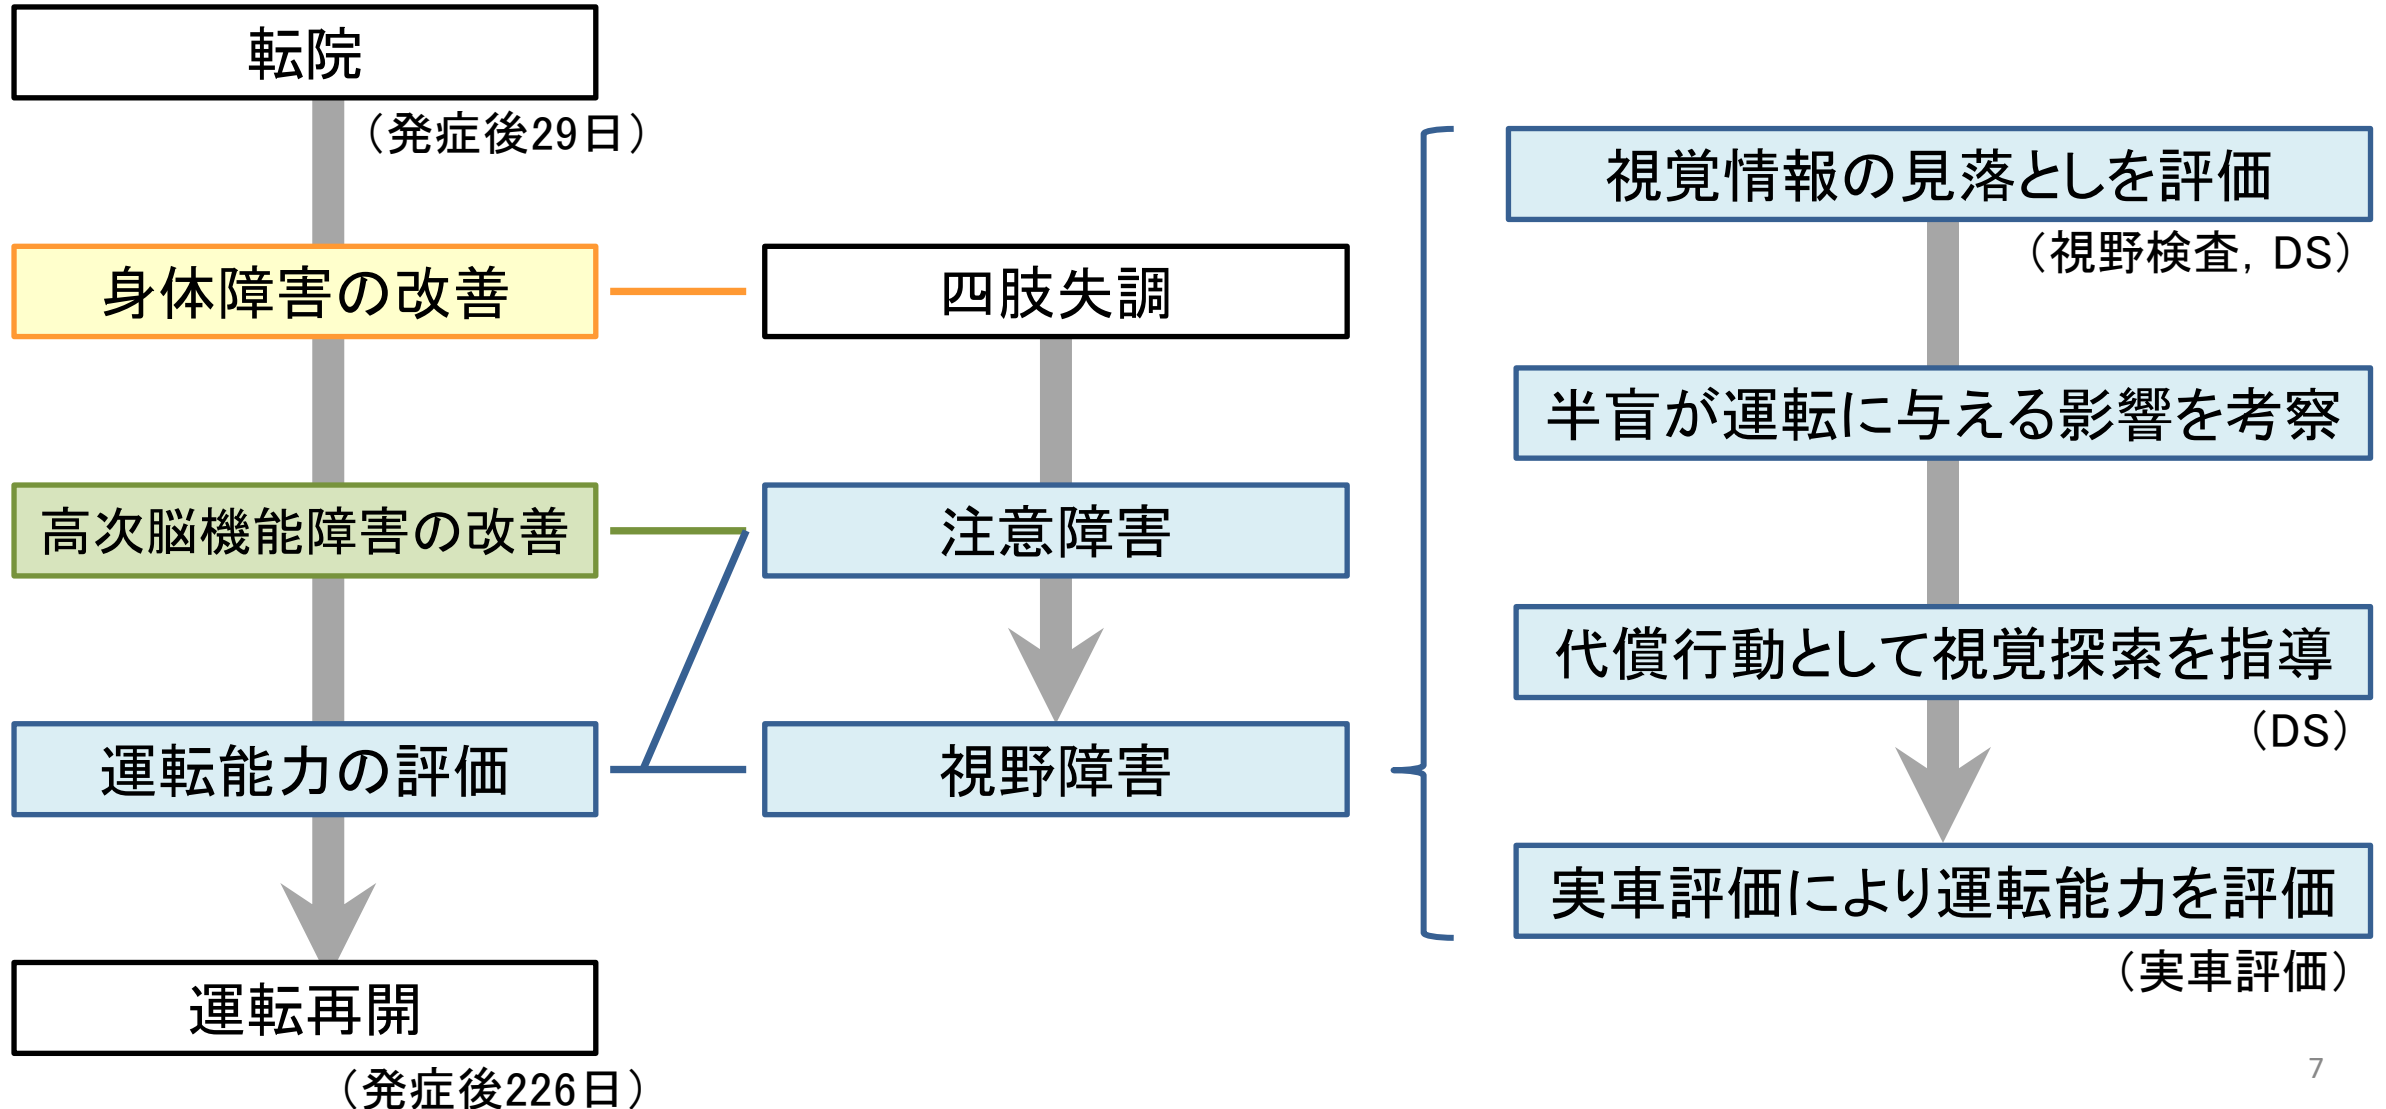 転院
（発症後29日）
身体障害の改善
高次脳機能障害の改善
運転能力の評価
運転再開
（発症後226日）
四肢失調
注意障害
視野障害
視覚情報の見落としを評価
（視野検査，DS）
半盲が運転に与える影響を考察
代償行動として視覚探索を指導
（DS）
実車評価により運転能力を評価
（実車評価）
7